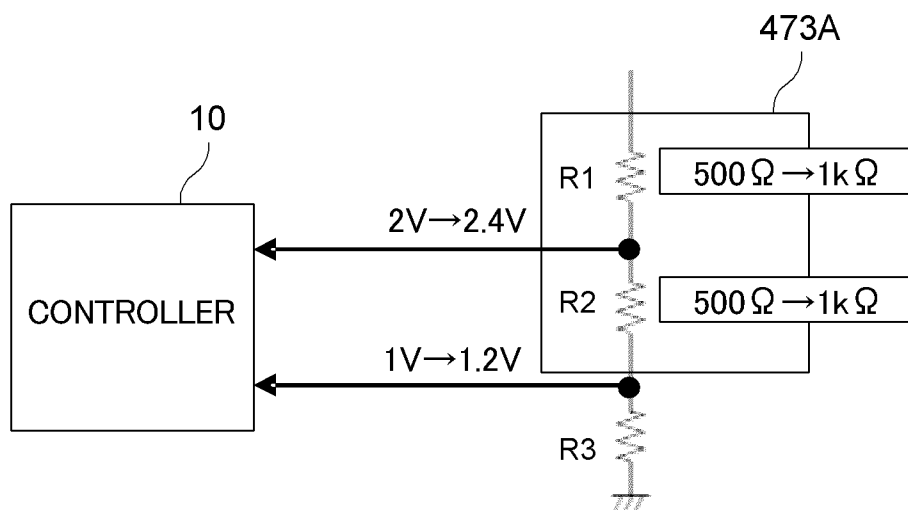 473A
10
R1
500Ω→1kΩ
2V→2.4V
CONTROLLER
R2
500Ω→1kΩ
1V→1.2V
R3